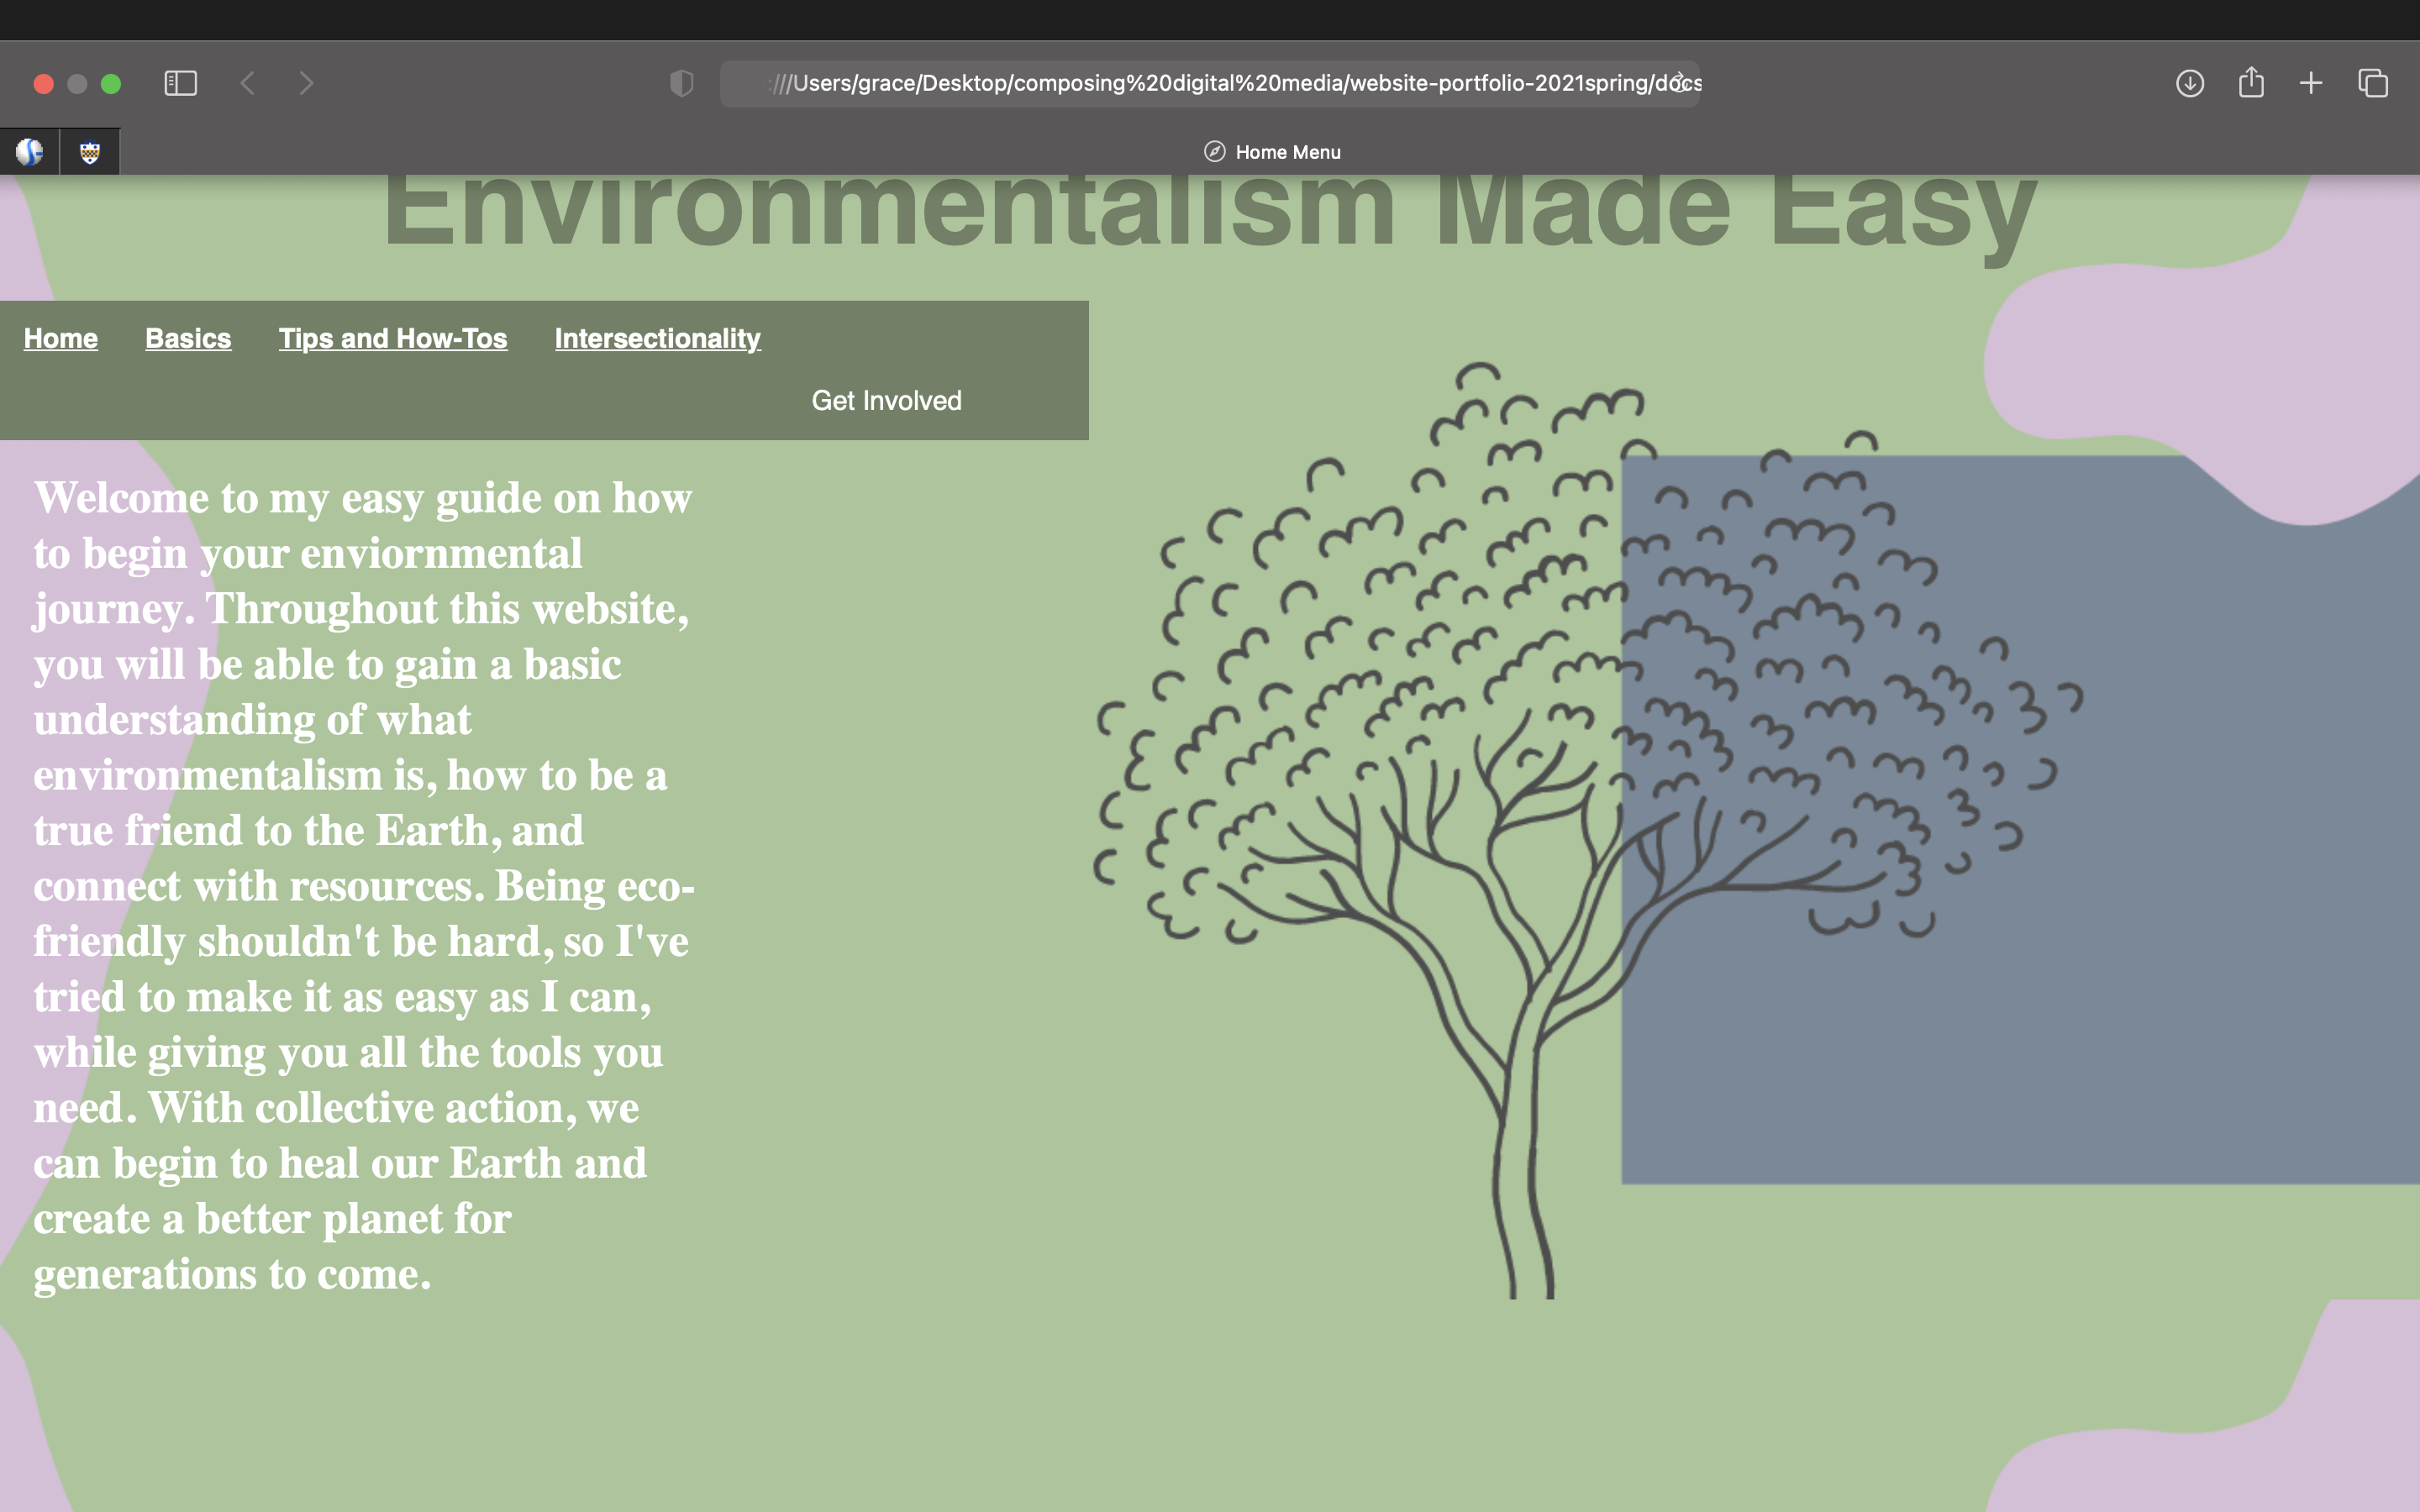 :///Users/grace/Desktop/composing%20digital%20media/website-portfolio-2021spring/docs
Home Menu
Environmentalism Made Easy
Home Basics Tips and How-Tos Intersectionality
Get Involved
Welcome to my easy guide on how
to begin your enviornmental
journey. Throughout this website,
you will be able to gain a basic
understanding of what
environmentalism is, how to be a
true friend to the Earth, and
connect with resources. Being eco-
friendly shouldn't be hard, so I've
tried to make it as easy as I can,
while giving you all the tools you
need. With collective action, we
can begin to heal our Earth and
create a better planet for
generations to come.